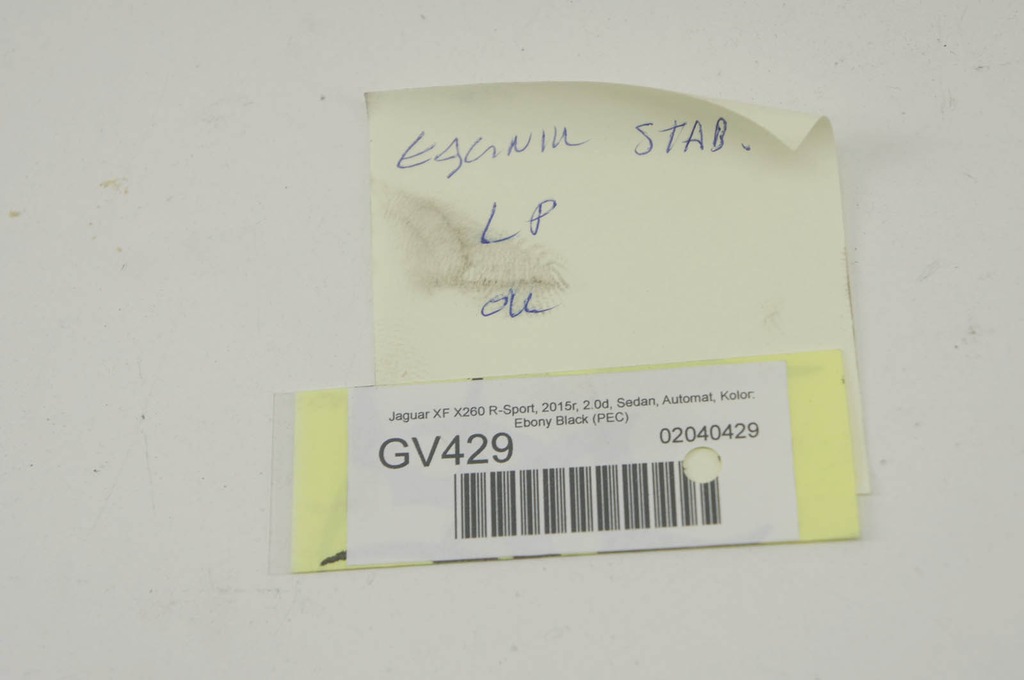 ŁĄCZNIK STAB.
LP
OK
Jaguar XF X260 R-Sport, 2015r, 2.0d, Sedan, Automat, Kolor:
Ebony Black (PEC)
GV429
02040429